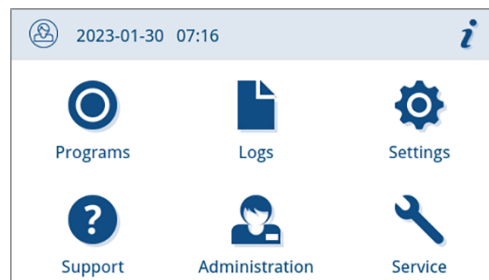 2023-01-30 07:16 i
Programs Logs Settings
?
Support Administration Service